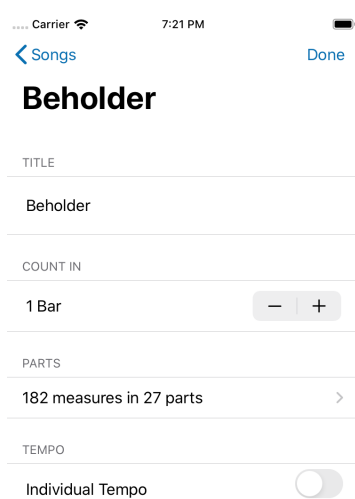 Carrier 7:21 PM
Songs Done
Beholder
TITLE
Beholder
COUNT IN
1 Bar
PARTS
182 measures in 27 parts
TEMPO
Individual Tempo